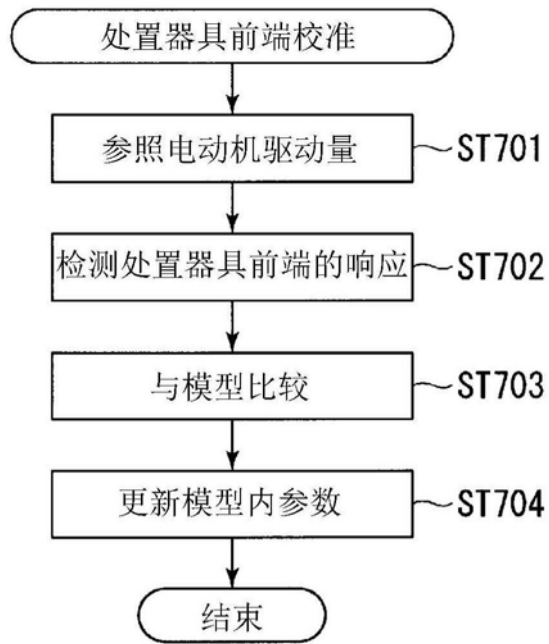 处置器具前端校准
参照电动机驱动量 ST701
检测处置器具前端的响应 ST702
与模型比较 ST703
更新模型内参数 ST704
结束